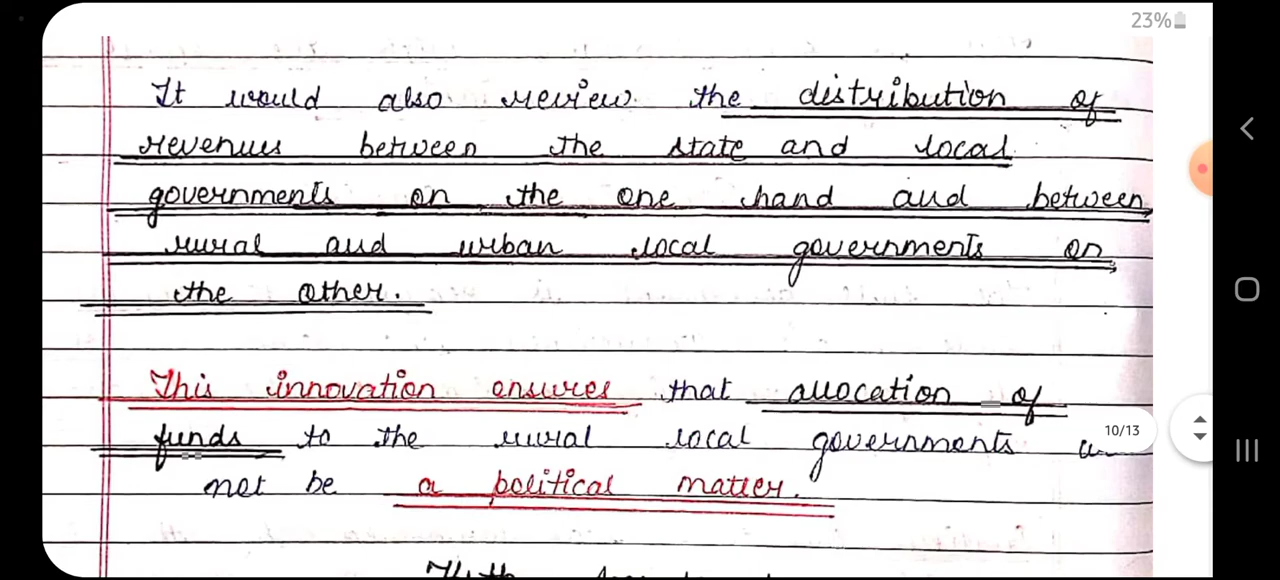 23%
It would also review the distribution of
revenues between the state and local
governments on the one hand and between
rural and urban local governments on
the other.
This innovation ensures that allocation of
funds to the rural local governments
10/13
not be a political matter.